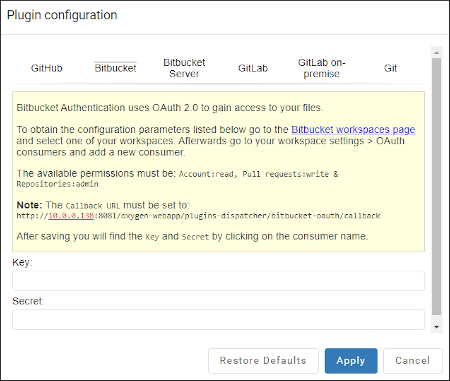 Plugin configuration
GitHub
Bitbucket
Bitbucket
Server
GitLab
GitLab on-
premise
Git
Bitbucket Authentication uses OAuth 2.0 to gain access to your files.
To obtain the configuration parameters listed below go to the Bitbucket workspaces page
and select one of your workspaces. Afterwards go to your workspace settings > OAuth
consumers and add a new consumer.
The available permissions must be: Account:read, Pull requests:write &
Repositories:admin
Note: The Callback URL must be set to:
http://10.0.0.138:8081/oxygen-webapp/plugins-dispatcher/bitbucket-oauth/callback
After saving you will find the Key and Secret by clicking on the consumer name.
Key:
Secret:
Restore Defaults
Apply
Cancel